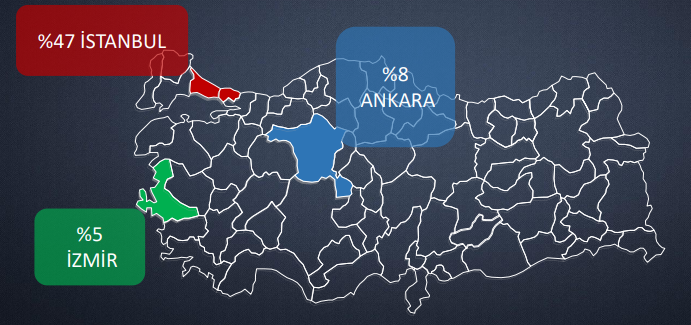 %47 İSTANBUL
%8
ANKARA
%5
İZMİR